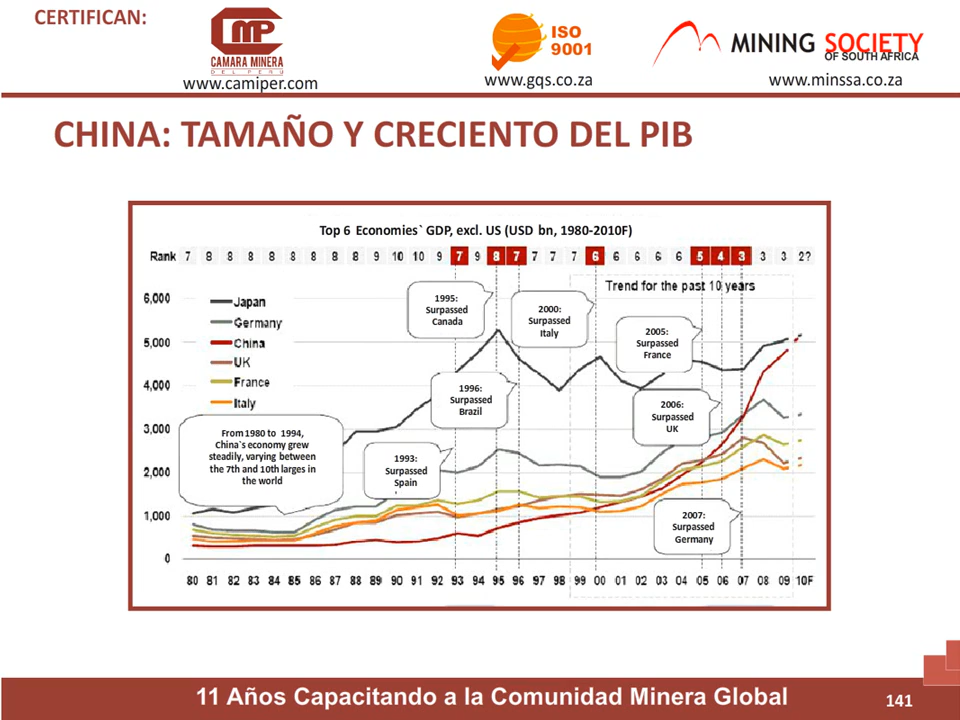 CERTIFICAN:
CMP
CAMARA MINERA
DEL PERU
www.camiper.com
ISO
9001
www.gqs.co.za
MINING SOCIETY
OF SOUTH AFRICA
www.minssa.co.za
CHINA: TAMAÑO Y CRECIENTO DEL PIB
Top 6 Economies` GDP, excl. US (USD bn, 1980-2010F)
Rank 7 8 8 8 8 8 8 8 8 9 10 10 9 7 9 8 7 7 7 7 6 6 6 6 6 5 4 3 3 3 2?
Trend for the past 10 years
6,000
5,000
4,000
3,000
2,000
1,000
0
Japan
Germany
China
UK
France
Italy
1995:
Surpassed
Canada
2000:
Surpassed
Italy
2005:
Surpassed
France
1996:
Surpassed
Brazil
2006:
Surpassed
UK
From 1980 to 1994,
China`s economy grew
steadily, varying between
the 7th and 10th larges in
the world
1993:
Surpassed
Spain
2007:
Surpassed
Germany
80 81 82 83 84 85 86 87 88 89 90 91 92 93 94 95 96 97 98 99 00 01 02 03 04 05 06 07 08 09 10F
11 Años Capacitando a la Comunidad Minera Global
141